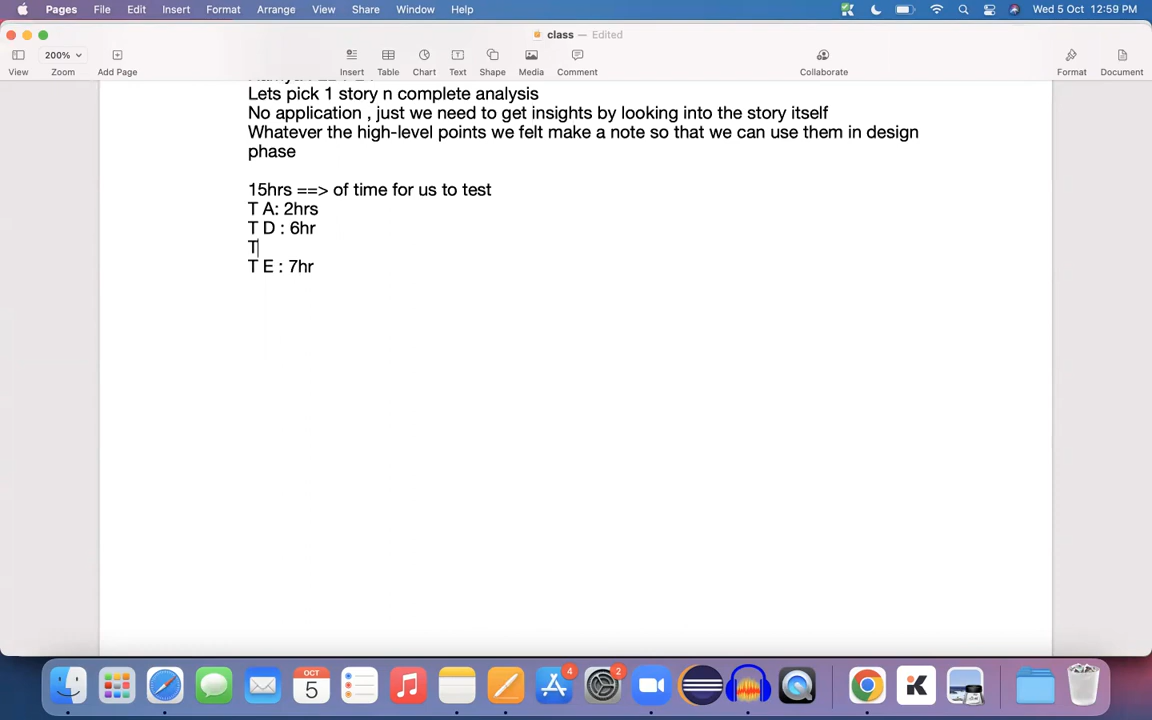 Pages File Edit Insert Format Arrange View Share Window Help Wed 5 Oct 12:59 PM
class — Edited
200%
View Zoom Add Page Insert Table Chart Text Shape Media Comment Collaborate Format Document
Lets pick 1 story n complete analysis
No application , just we need to get insights by looking into the story itself
Whatever the high-level points we felt make a note so that we can use them in design
phase
15hrs ==> of time for us to test
T A: 2hrs
T D : 6hr
T
T E : 7hr
OCT
5
4
2